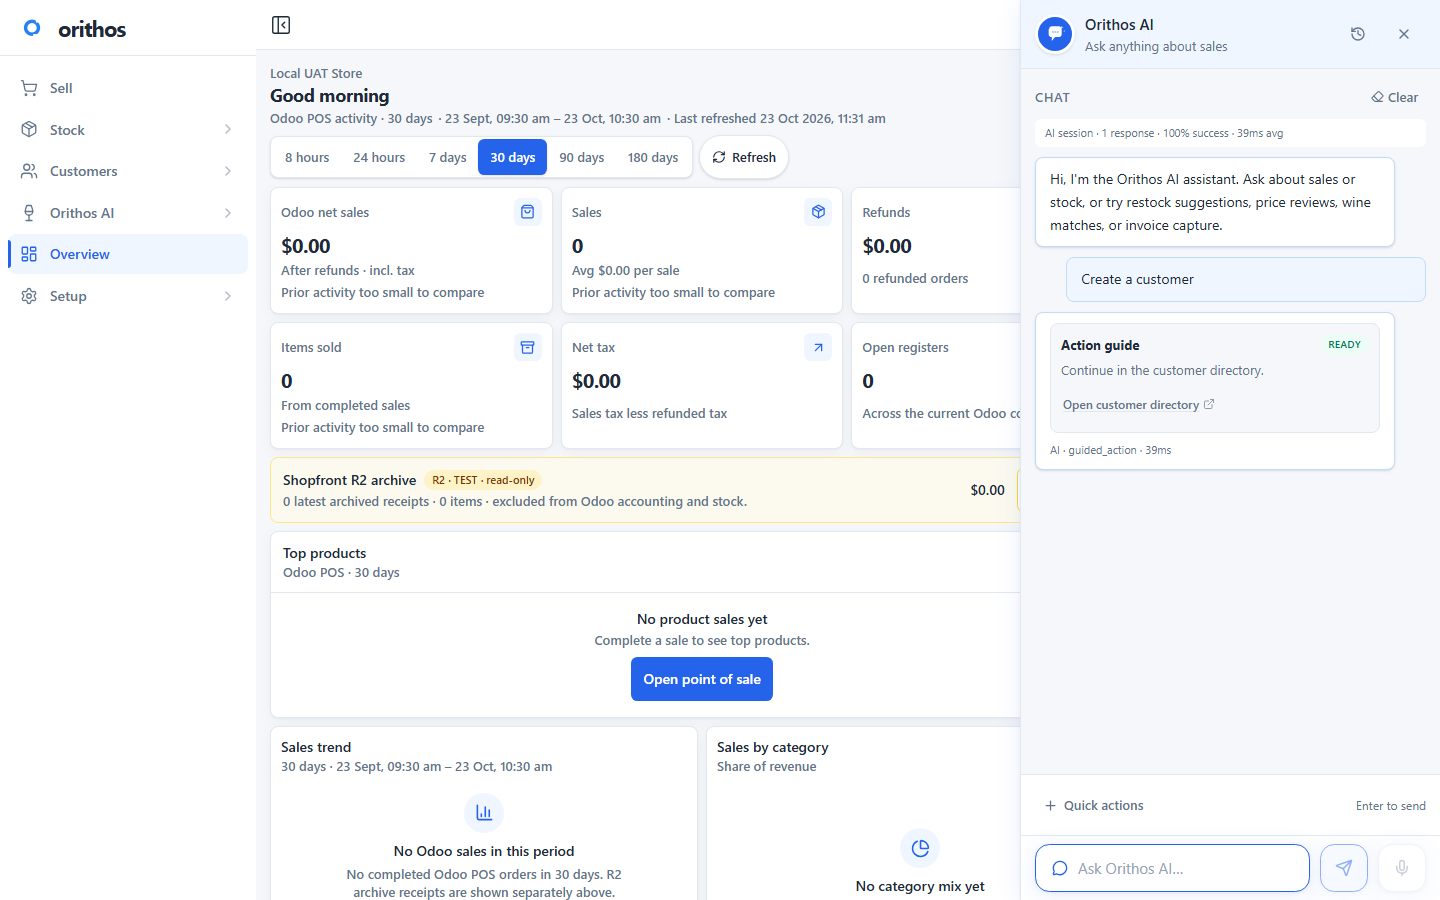 orithos
Sell
Stock
Customers
Orithos AI
Overview
Setup
Local UAT Store
Good morning
Odoo POS activity · 30 days · 23 Sept, 09:30 am – 23 Oct, 10:30 am · Last refreshed 23 Oct 2026, 11:31 am
8 hours
24 hours
7 days
30 days
90 days
180 days
Refresh
Odoo net sales
$0.00
After refunds · incl. tax
Prior activity too small to compare
Sales
0
Avg $0.00 per sale
Prior activity too small to compare
Refunds
$0.00
0 refunded orders
Items sold
0
From completed sales
Prior activity too small to compare
Net tax
$0.00
Sales tax less refunded tax
Open registers
0
Across the current Odoo
Shopfront R2 archive
R2 · TEST · read-only
0 latest archived receipts · 0 items · excluded from Odoo accounting and stock.
$0.00
Top products
Odoo POS · 30 days
No product sales yet
Complete a sale to see top products.
Open point of sale
Sales trend
30 days · 23 Sept, 09:30 am – 23 Oct, 10:30 am
No Odoo sales in this period
No completed Odoo POS orders in 30 days. R2
archive receipts are shown separately above.
Sales by category
Share of revenue
No category mix yet
Orithos AI
Ask anything about sales
CHAT
Clear
AI session · 1 response · 100% success · 39ms avg
Hi, I'm the Orithos AI assistant. Ask about sales or
stock, or try restock suggestions, price reviews, wine
matches, or invoice capture.
Create a customer
Action guide
READY
Continue in the customer directory.
Open customer directory
AI · guided_action · 39ms
Quick actions
Enter to send
Ask Orithos AI...